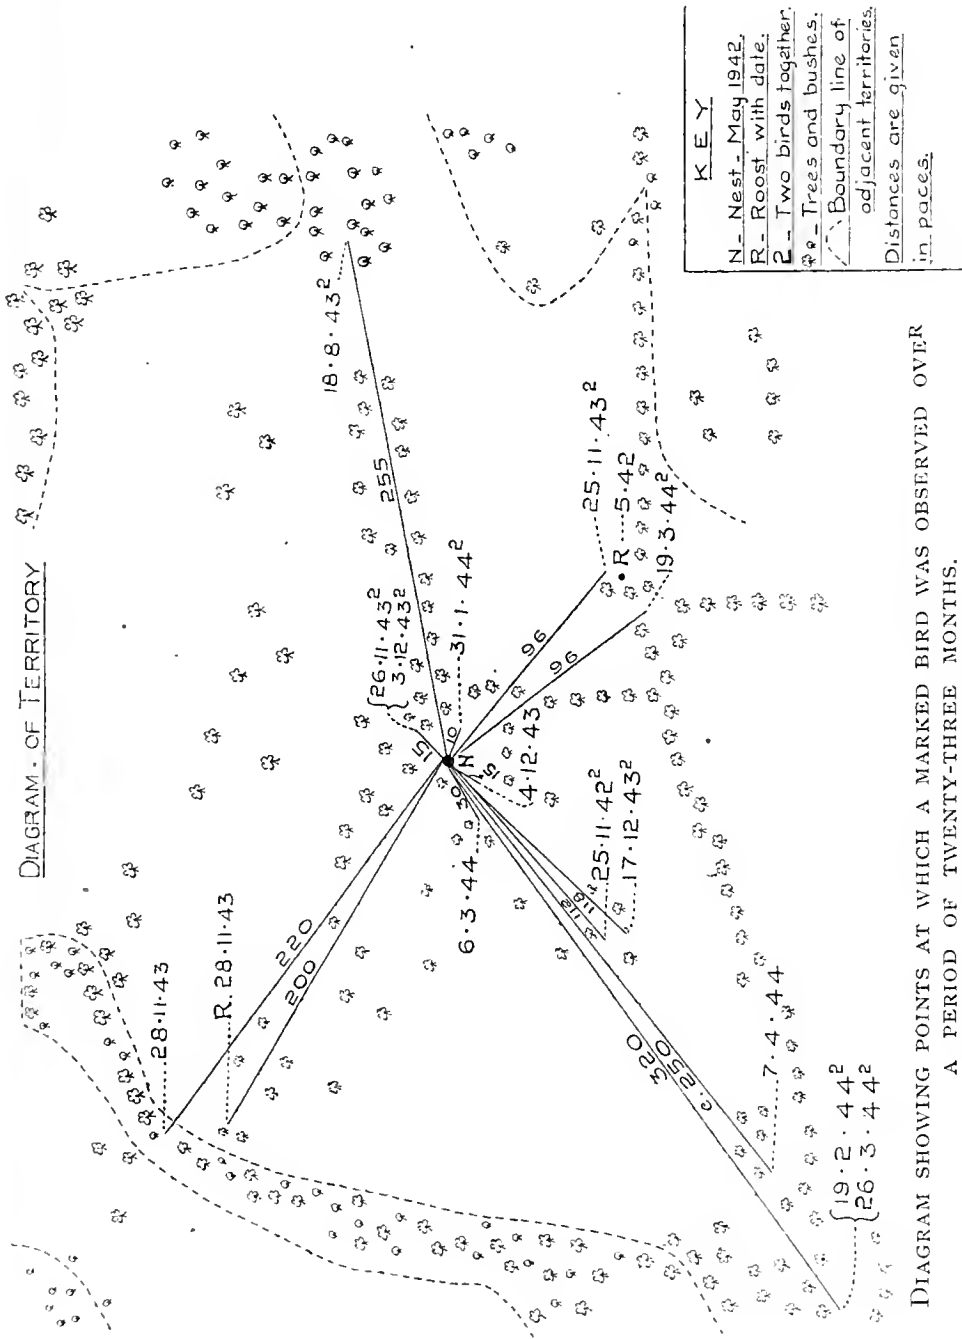 DIAGRAM · OF TERRITORY
28·11·43
R. 28·11·43
220
200
18·8·43²
255
{26·11·43²
3·12·43²
15
10
31·1·44²
N
15
4·12·43
30
6·3·44
96
25·11·43²
R 5·42
96
19·3·44²
112
25·11·42²
118²
17·12·43²
320
c. 250
7·4·44
{19·2·44²
26·3·44²
KEY
N - Nest - May 1942.
R - Roost with date.
2 - Two birds together.
- Trees and bushes.
- Boundary line of
adjacent territories.
Distances are given
in paces.
DIAGRAM SHOWING POINTS AT WHICH A MARKED BIRD WAS OBSERVED OVER
A PERIOD OF TWENTY-THREE MONTHS.